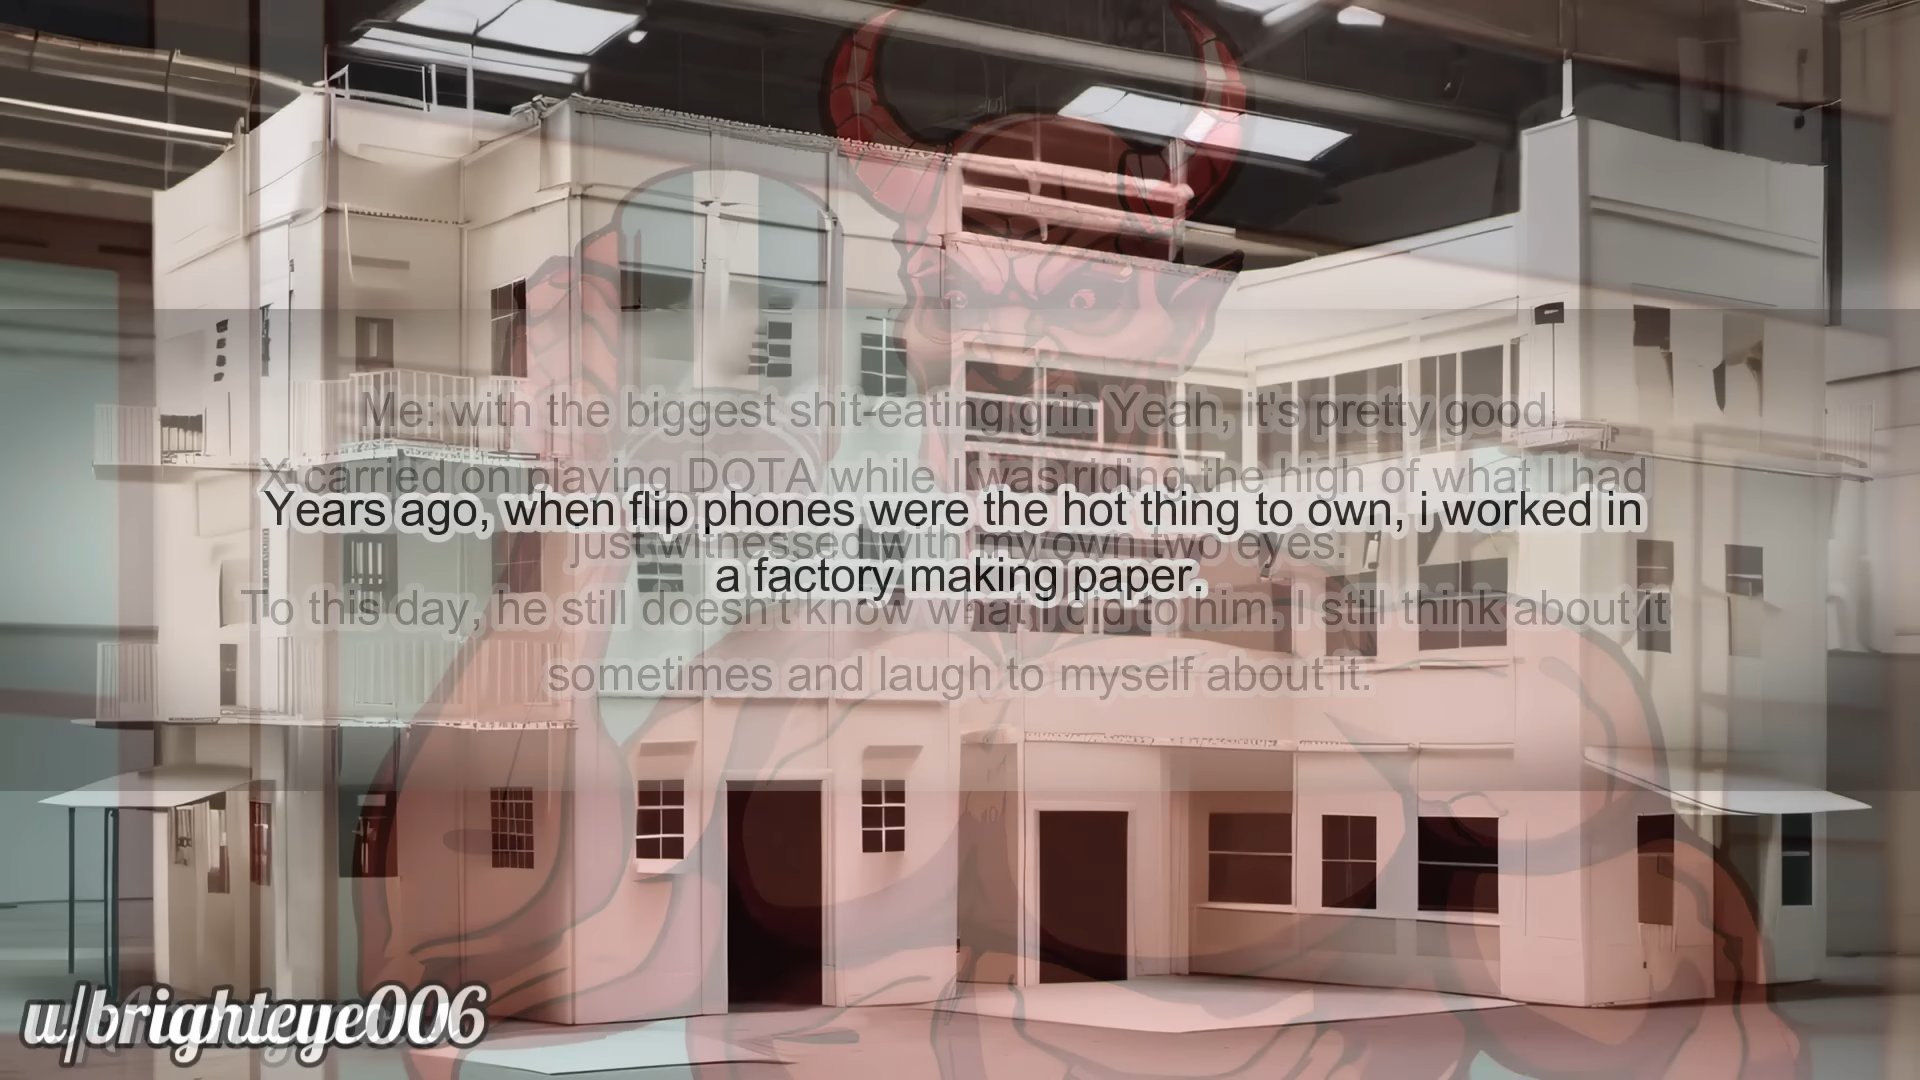 Me: with the biggest shit-eating grin Yeah, it's pretty good.
X carried on playing DOTA while I was riding the high of what I had
Years ago, when flip phones were the hot thing to own, i worked in
just witnessed with my own two eyes.
a factory making paper.
To this day, he still doesn't know what I did to him. I still think about it
sometimes and laugh to myself about it.
u/brighteye006